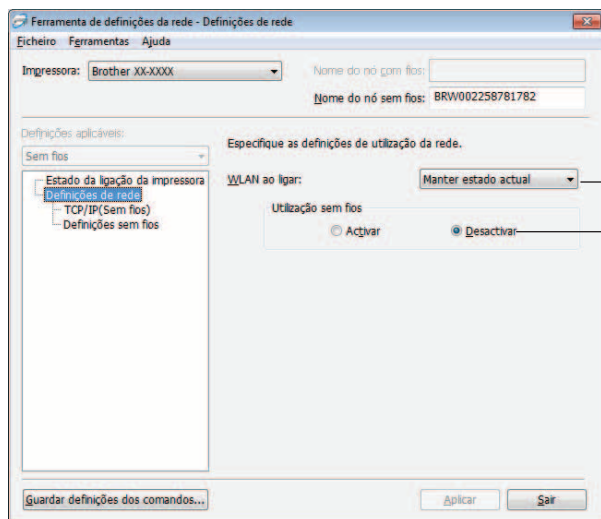 Ferramenta de definições da rede - Definições de rede
Ficheiro Ferramentas Ajuda
Impressora: Brother XX-XXXX
Nome do nó com fios:
Nome do nó sem fios: BRW002258781782
Definições aplicáveis:
Sem fios
Estado da ligação da impressora
Definições de rede
TCP/IP(Sem fios)
Definições sem fios
Especifique as definições de utilização da rede.
WLAN ao ligar: Manter estado actual
Utilização sem fios
Activar Desactivar
Guardar definições dos comandos... Aplicar Sair